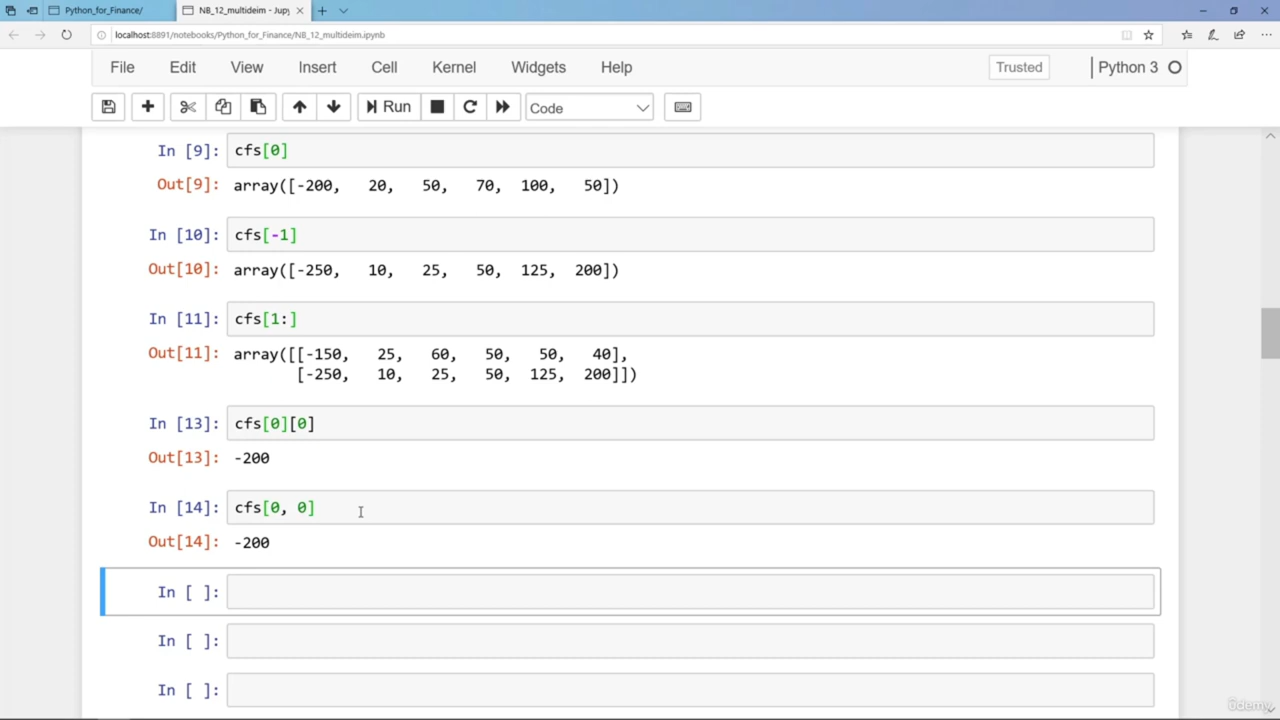 Python_for_Finance/
NB_12_multideim - Jupy
localhost:8891/notebooks/Python_for_Finance/NB_12_multideim.ipynb
File Edit View Insert Cell Kernel Widgets Help Trusted Python 3
Run Code
In [9]: cfs[0]
Out[9]: array([-200, 20, 50, 70, 100, 50])
In [10]: cfs[-1]
Out[10]: array([-250, 10, 25, 50, 125, 200])
In [11]: cfs[1:]
Out[11]: array([[-150, 25, 60, 50, 50, 40],
[-250, 10, 25, 50, 125, 200]])
In [13]: cfs[0][0]
Out[13]: -200
In [14]: cfs[0, 0]
Out[14]: -200
In [ ]:
In [ ]:
In [ ]:
ûdemy